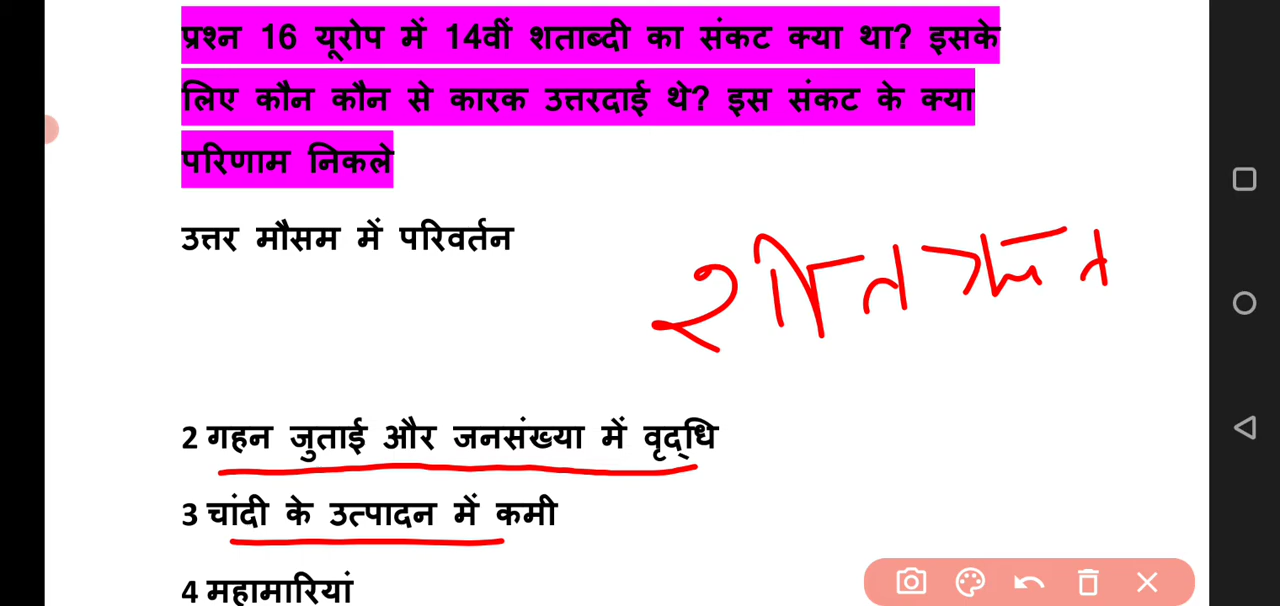 प्रश्न 16 यूरोप में 14वीं शताब्दी का संकट क्या था? इसके
लिए कौन कौन से कारक उत्तरदाई थे? इस संकट के क्या
परिणाम निकले
उत्तर मौसम में परिवर्तन
2 गहन जुताई और जनसंख्या में वृद्धि
3 चांदी के उत्पादन में कमी
4 महामारियां